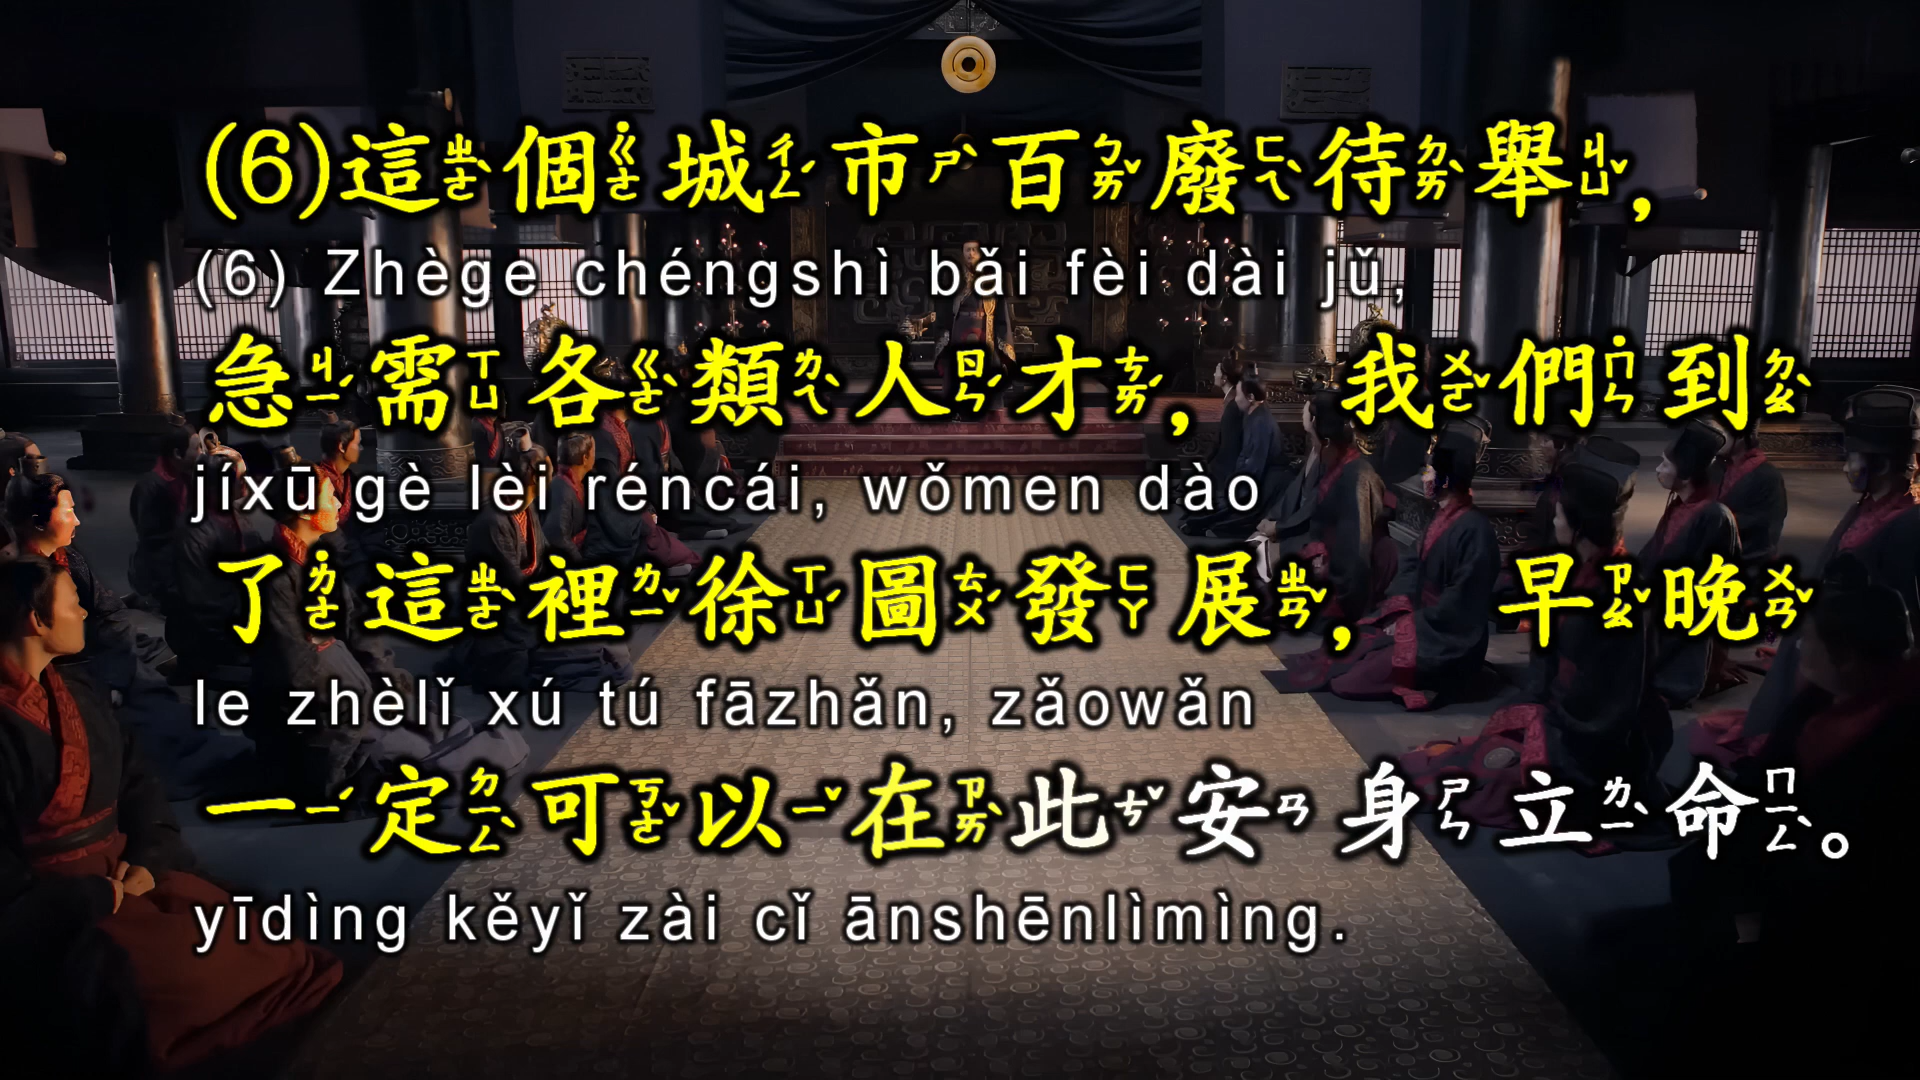 (6)這個城市百廢待舉,
(6) Zhège chéngshì bǎi fèi dài jǔ,
急需各類人才, 我們到
jíxū gè lèi réncái, wǒmen dào
了這裡徐圖發展, 早晚
le zhèlǐ xú tú fāzhǎn, zǎowǎn
一定可以在此安身立命。
yīdìng kěyǐ zài cǐ ānshēnlìmìng.